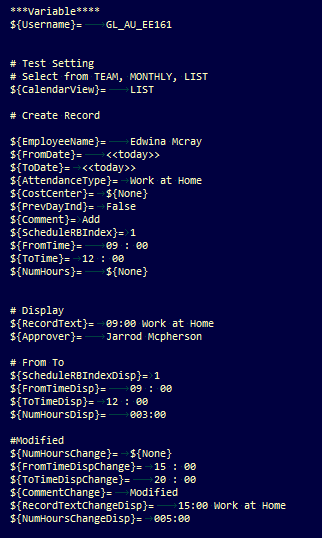 ***Variable****
${Username}= GL_AU_EE161
# Test Setting
# Select from TEAM, MONTHLY, LIST
${CalendarView}= LIST
# Create Record
${EmployeeName}= Edwina Mcray
${FromDate}= <<today>>
${ToDate}= <<today>>
${AttendanceType}= Work at Home
${CostCenter}= ${None}
${PrevDayInd}= False
${Comment}= Add
${ScheduleRBIndex}= 1
${FromTime}= 09 : 00
${ToTime}= 12 : 00
${NumHours}= ${None}
# Display
${RecordText}= 09:00 Work at Home
${Approver}= Jarrod Mcpherson
# From To
${ScheduleRBIndexDisp}= 1
${FromTimeDisp}= 09 : 00
${ToTimeDisp}= 12 : 00
${NumHoursDisp}= 003:00
#Modified
${NumHoursChange}= ${None}
${FromTimeDispChange}= 15 : 00
${ToTimeDispChange}= 20 : 00
${CommentChange}= Modified
${RecordTextChangeDisp}= 15:00 Work at Home
${NumHoursChangeDisp}= 005:00